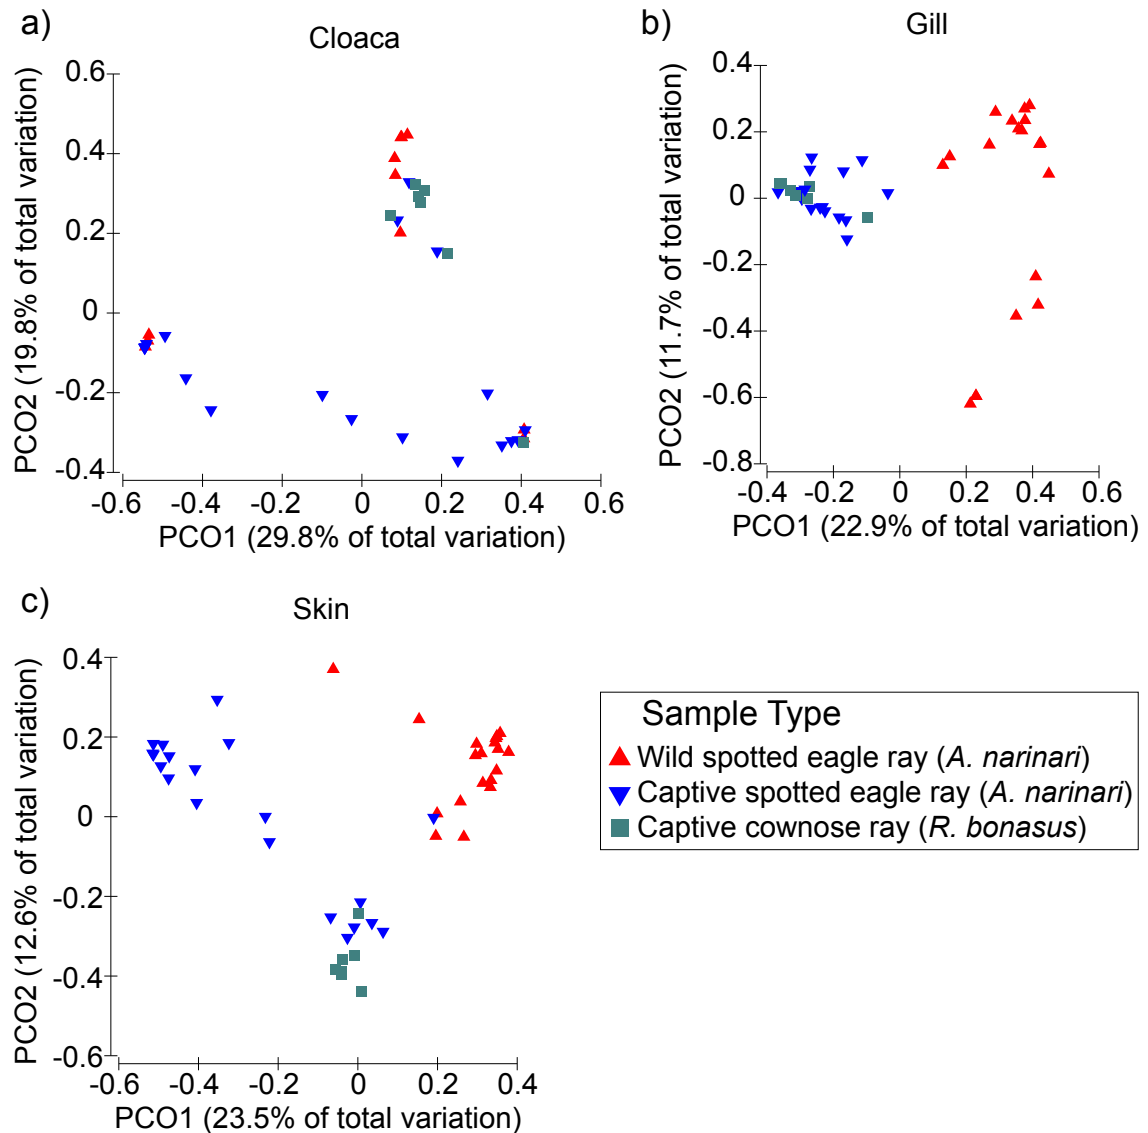 a)
Cloaca
PCO2 (19.8% of total variation)
0.6
0.4
0.2
0
-0.2
-0.4
-0.6 -0.4 -0.2 0 0.2 0.4 0.6
PCO1 (29.8% of total variation)
b)
Gill
PCO2 (11.7% of total variation)
0.4
0.2
0
-0.2
-0.4
-0.6
-0.8
-0.4 -0.2 0 0.2 0.4 0.6
PCO1 (22.9% of total variation)
c)
Skin
PCO2 (12.6% of total variation)
0.4
0.2
0
-0.2
-0.4
-0.6
-0.6 -0.4 -0.2 0 0.2 0.4
PCO1 (23.5% of total variation)
Sample Type
Wild spotted eagle ray (A. narinari)
Captive spotted eagle ray (A. narinari)
Captive cownose ray (R. bonasus)